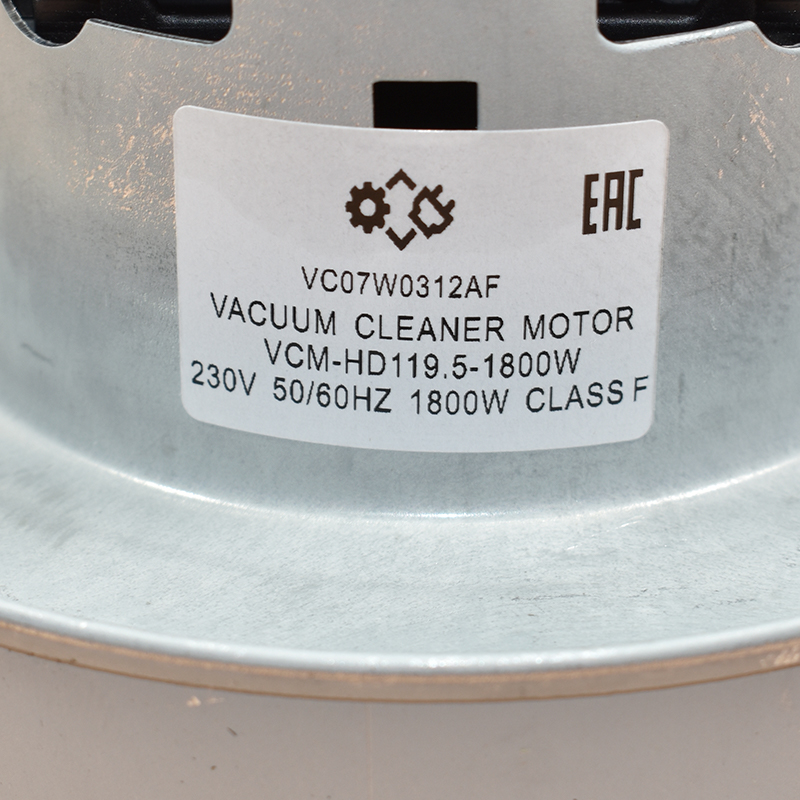 EAC
VC07W0312AF
VACUUM CLEANER MOTOR
VCM-HD119.5-1800W
230V 50/60HZ 1800W CLASS F